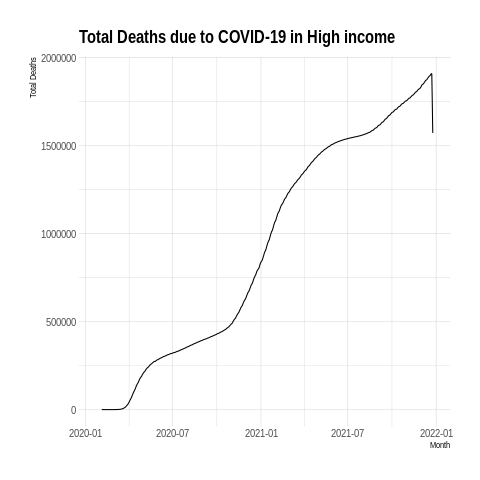 Total Deaths due to COVID-19 in High income
Total Deaths
2000000
1500000
1000000
500000
0
2020-01 2020-07 2021-01 2021-07 2022-01
Month